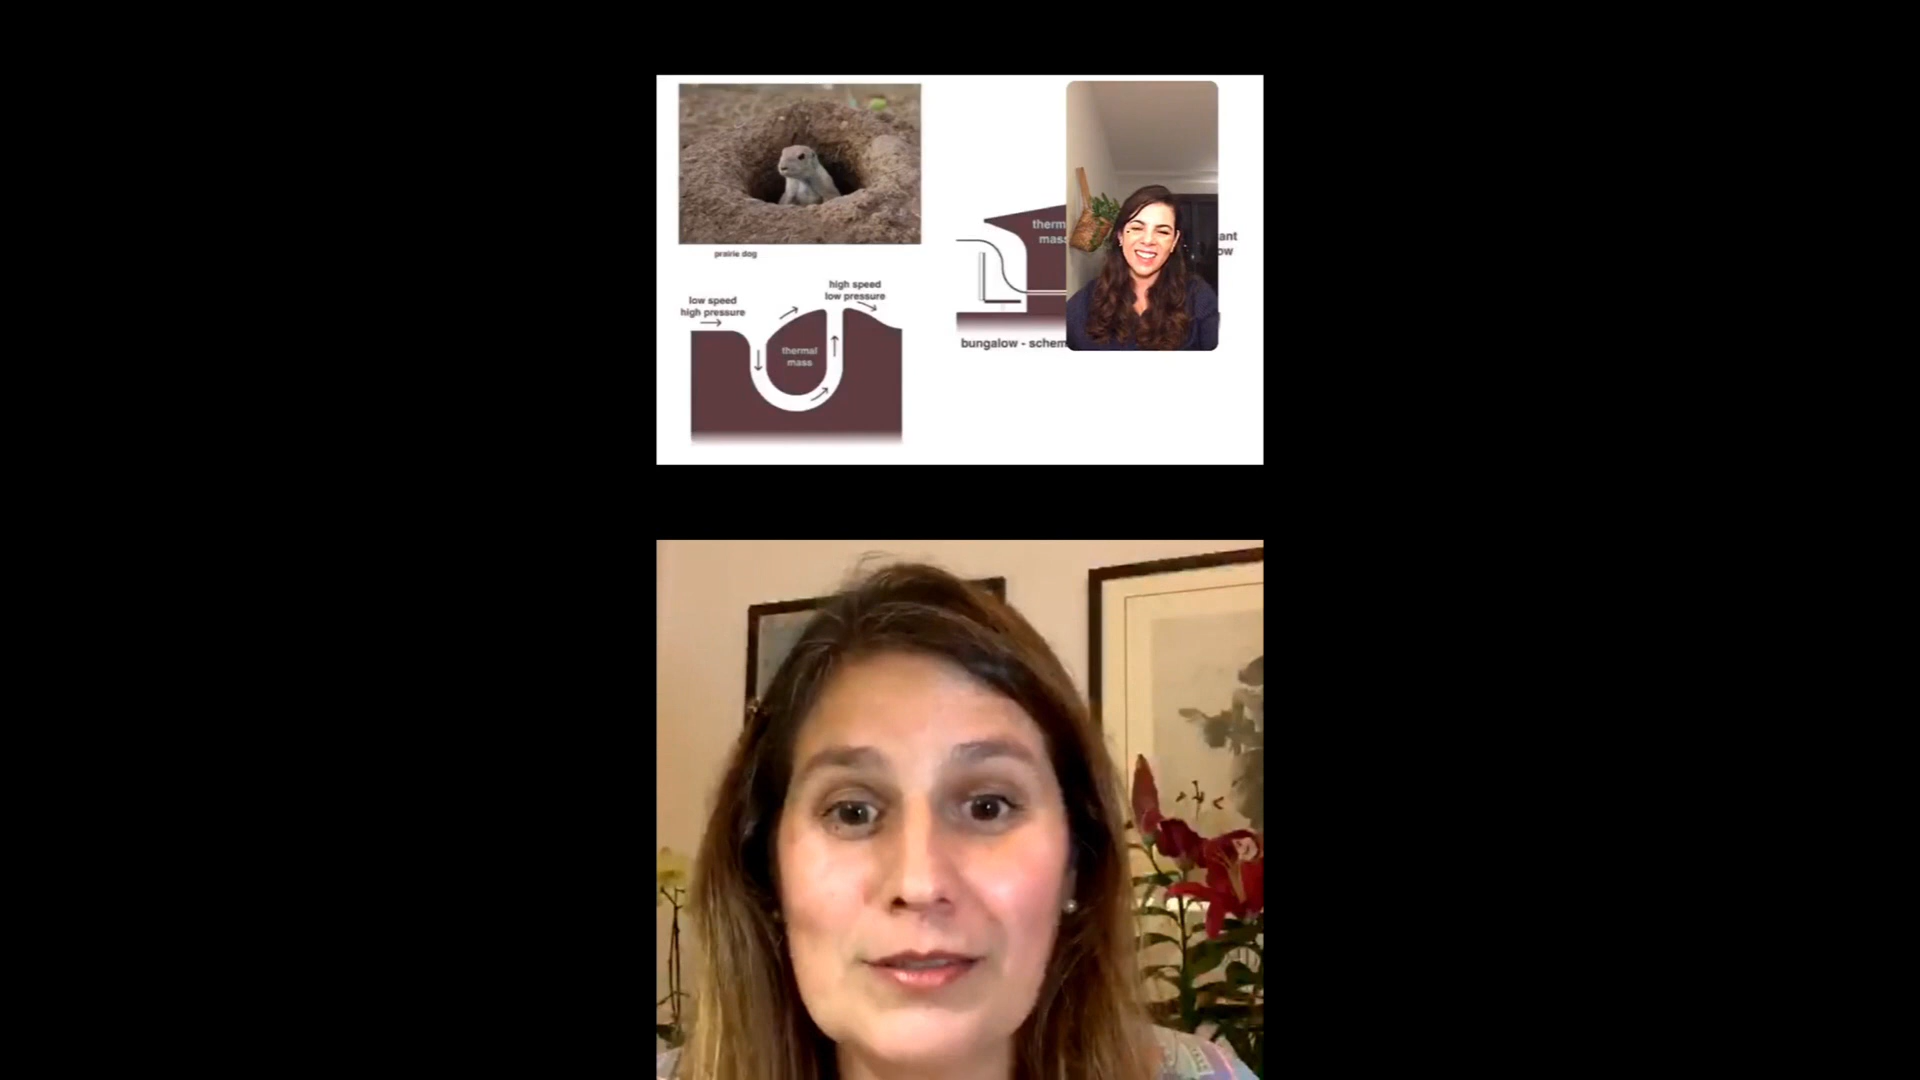 prairie dog
low speed
high pressure
high speed
low pressure
thermal
mass
therm
mass
ant
ow
bungalow - schem